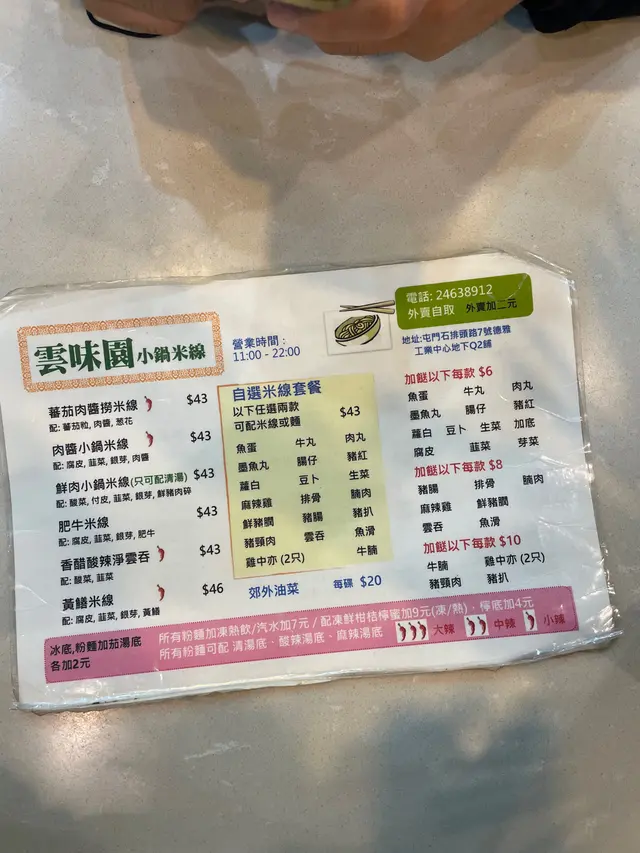 雲味園小鍋米線
營業時間：
11:00 - 22:00
電話: 24638912
外賣自取 外賣加二元
地址:屯門石排頭路7號德雅
工業中心地下Q2鋪
蕃茄肉醬撈米線 $43
配: 蕃茄粒, 肉醬, 葱花
肉醬小鍋米線 $43
配: 腐皮, 韮菜, 銀芽, 肉醬
鮮肉小鍋米線(只可配清湯) $43
配: 酸菜, 付皮, 韮菜, 銀芽, 鮮豬肉碎
肥牛米線 $43
配: 腐皮, 韮菜, 銀芽, 肥牛
香醋酸辣淨雲吞 $43
配: 酸菜, 韮菜
黃鱔米線 $46
配: 腐皮, 韮菜, 銀芽, 黃鱔
自選米線套餐
以下任選兩款 $43
可配米線或麵
魚蛋 牛丸 肉丸
墨魚丸 腸仔 豬紅
蘿白 豆卜 生菜
麻辣雞 排骨 腩肉
鮮豬膶 豬腸 豬扒
豬頸肉 雲吞 魚滑
雞中亦 (2只) 牛腩
郊外油菜 每碟 $20
加餸以下每款 $6
魚蛋 牛丸 肉丸
墨魚丸 腸仔 豬紅
蘿白 豆卜 生菜 加底
腐皮 韮菜 芽菜
加餸以下每款 $8
豬腸 排骨 腩肉
麻辣雞 鮮豬膶
雲吞 魚滑
加餸以下每款 $10
牛腩 雞中亦 (2只)
豬頸肉 豬扒
冰底,粉麵加茄湯底
各加2元
所有粉麵加凍熱飲/汽水加7元 / 配凍鮮柑桔檸蜜加9元(凍/熱)﹑檸底加4元
所有粉麵可配 清湯底﹑酸辣湯底﹑麻辣湯底 大辣 中辣 小辣